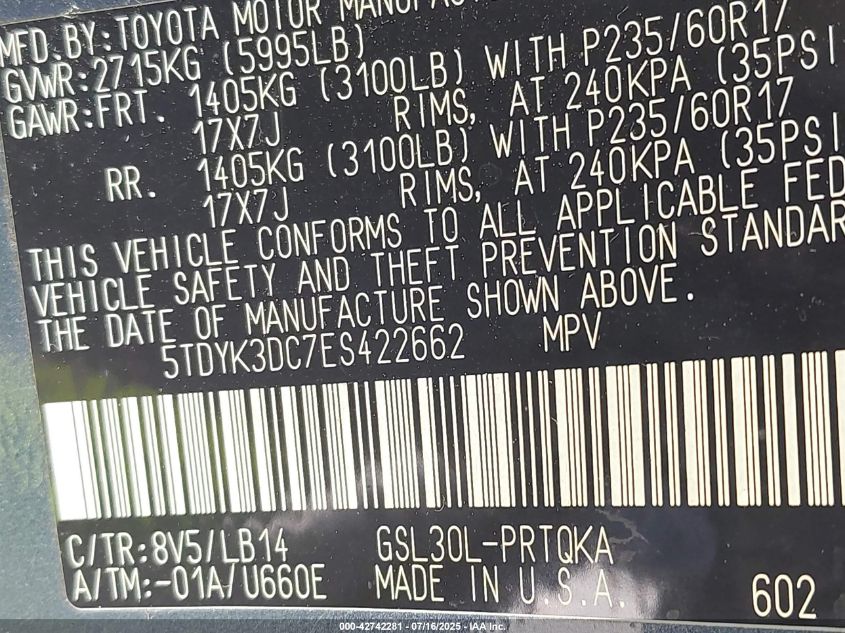 MFD. BY: TOYOTA MOTOR MANUFAC
GVWR: 2715KG (5995LB)
GAWR: FRT. 1405KG (3100LB) WITH P235/60R17
17X7J RIMS, AT 240KPA (35PSI
RR. 1405KG (3100LB) WITH P235/60R17
17X7J RIMS, AT 240KPA (35PSI
THIS VEHICLE CONFORMS TO ALL APPLICABLE FED
VEHICLE SAFETY AND THEFT PREVENTION STANDAR
THE DATE OF MANUFACTURE SHOWN ABOVE.
5TDYK3DC7ES422662 MPV
C/TR: 8V5/LB14 GSL30L-PRTQKA
A/TM: -01A/U660E MADE IN U.S.A.
602
000-42742281 - 07/16/2025 - IAA Inc.